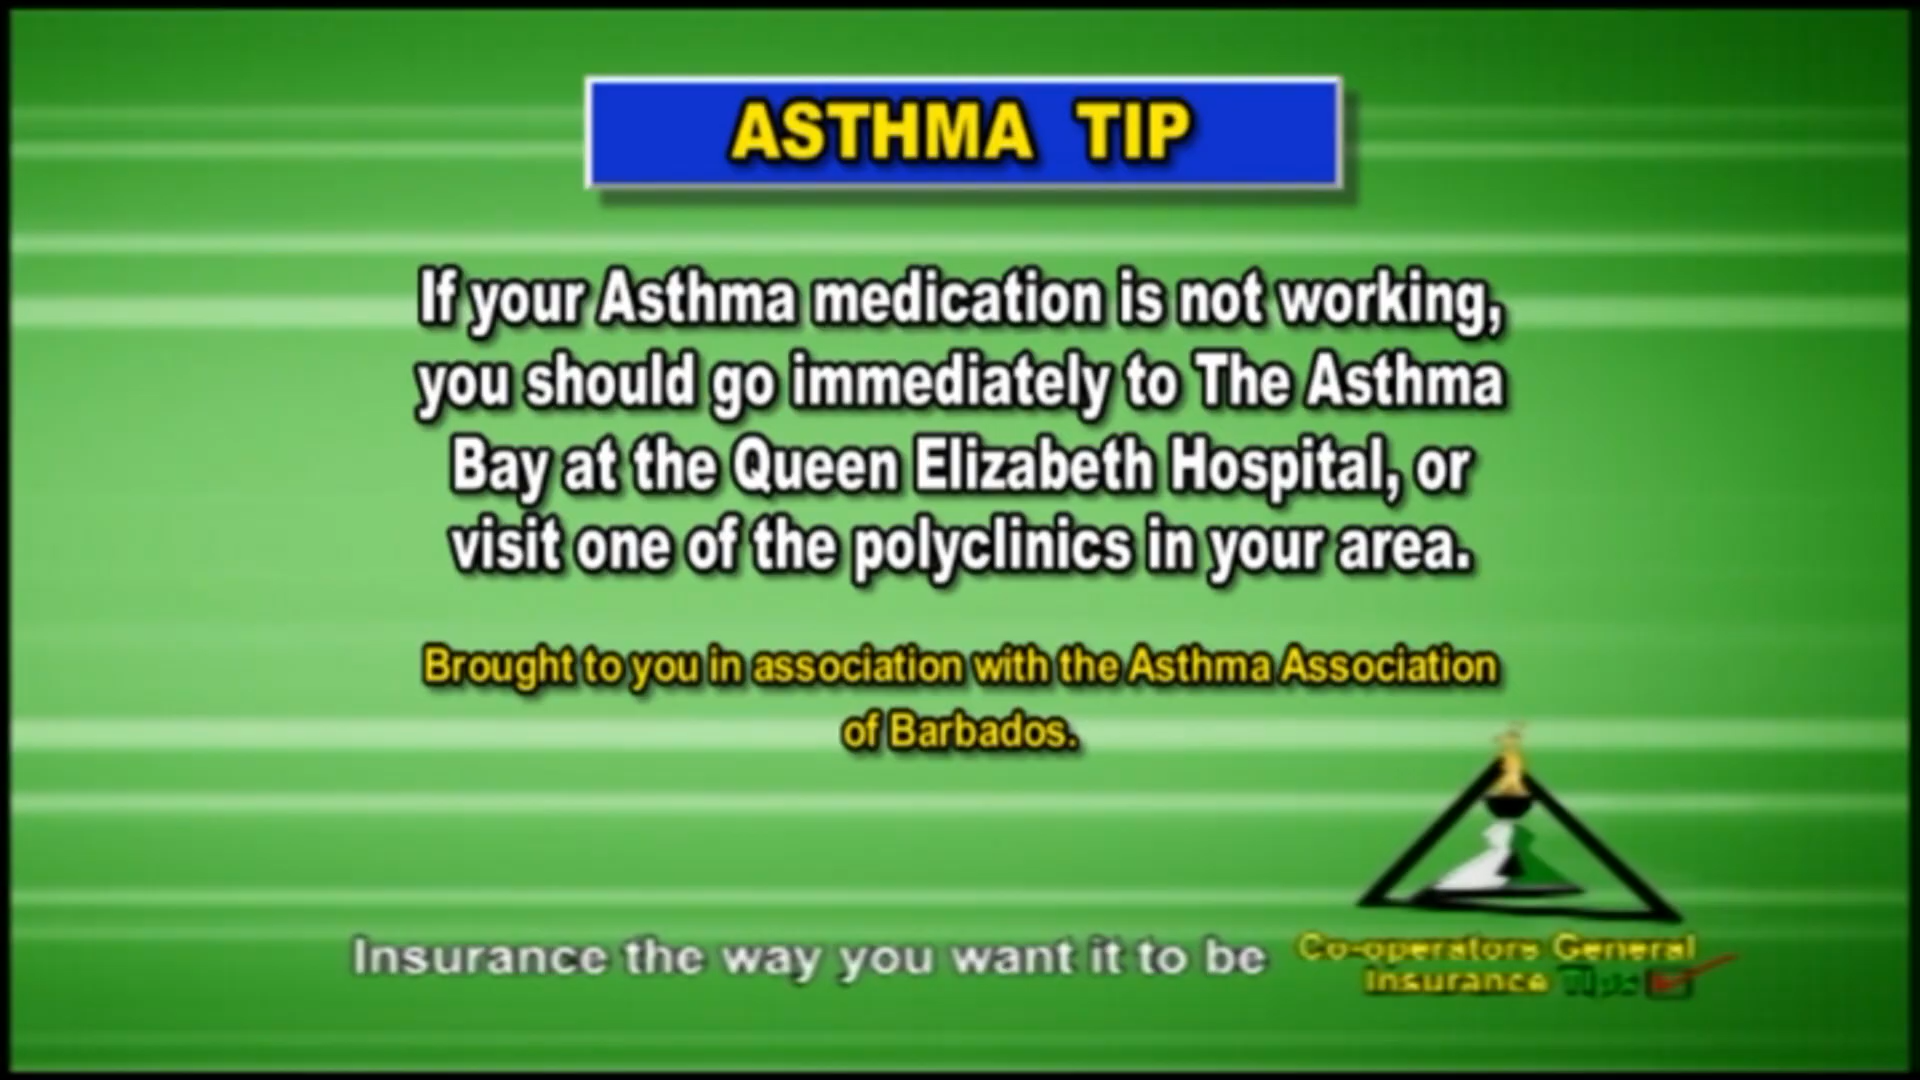 ASTHMA TIP
If your Asthma medication is not working,
you should go immediately to The Asthma
Bay at the Queen Elizabeth Hospital, or
visit one of the polyclinics in your area.
Brought to you in association with the Asthma Association
of Barbados.
Insurance the way you want it to be
Co-operators General
Insurance Tips